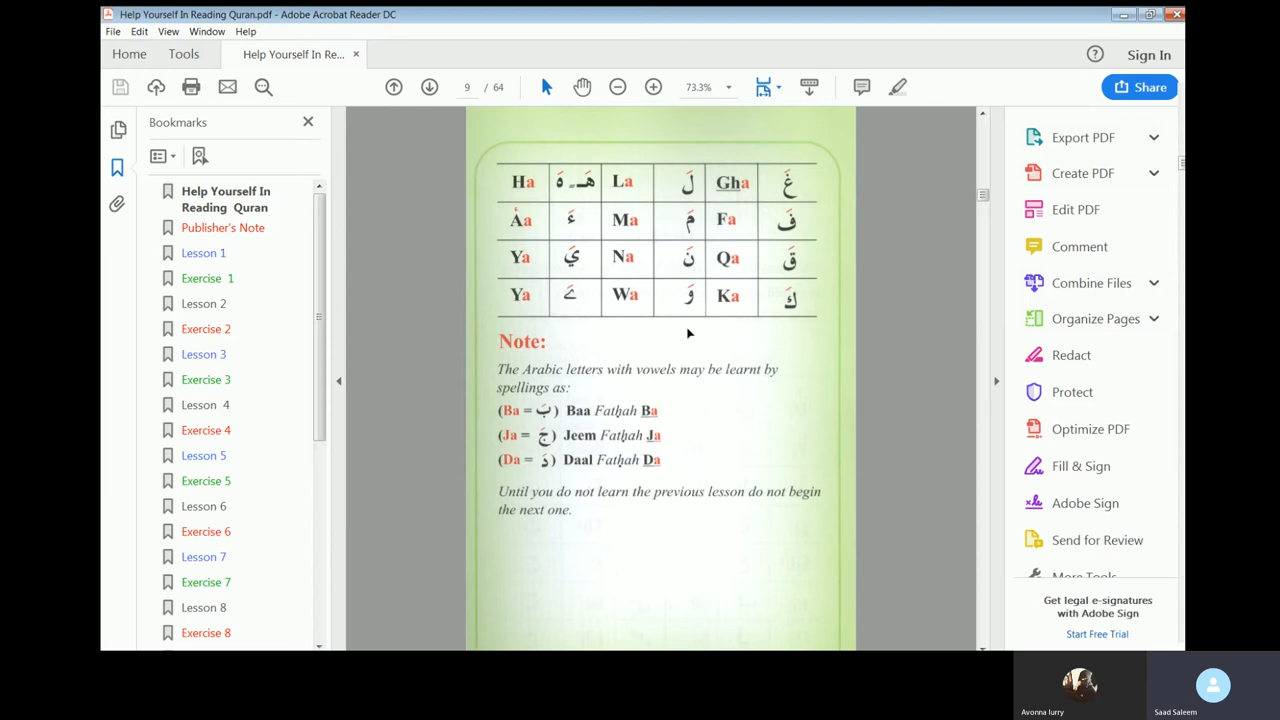 Help Yourself In Reading Quran.pdf - Adobe Acrobat Reader DC
File Edit View Window Help
Home Tools Help Yourself In Re... × Sign In
9 / 64 73.3% Share
Bookmarks
Help Yourself In
Reading Quran
Publisher's Note
Lesson 1
Exercise 1
Lesson 2
Exercise 2
Lesson 3
Exercise 3
Lesson 4
Exercise 4
Lesson 5
Exercise 5
Lesson 6
Exercise 6
Lesson 7
Exercise 7
Lesson 8
Exercise 8
Ha هَـ ـ هَ La لَ Gha غَ
Åa ءَ Ma مَ Fa فَ
Ya يَ Na نَ Qa قَ
Ya ےَ Wa وَ Ka كَ
Note:
The Arabic letters with vowels may be learnt by
spellings as:
(Ba = بَ ) Baa Fatḥah Ba
(Ja = جَ ) Jeem Fatḥah Ja
(Da = دَ ) Daal Fatḥah Da
Until you do not learn the previous lesson do not begin
the next one.
Export PDF
Create PDF
Edit PDF
Comment
Combine Files
Organize Pages
Redact
Protect
Optimize PDF
Fill & Sign
Adobe Sign
Send for Review
More Tools
Get legal e-signatures
with Adobe Sign
Start Free Trial
Avonna lurry
Saad Saleem